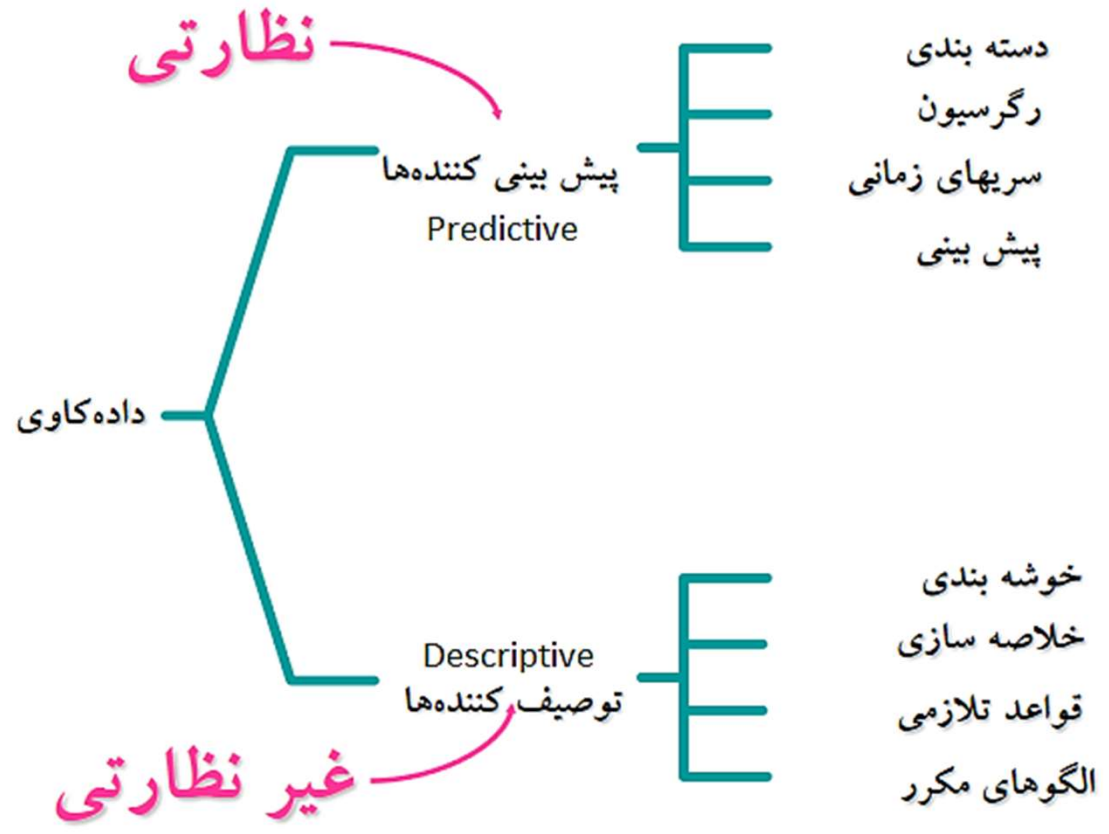 نظارتی
دسته بندی
رگرسیون
پیش بینی کننده‌ها
سریهای زمانی
Predictive
پیش بینی
داده‌کاوی
خوشه بندی
خلاصه سازی
Descriptive
توصیف کننده‌ها
قواعد تلازمی
غیر نظارتی
الگوهای مکرر